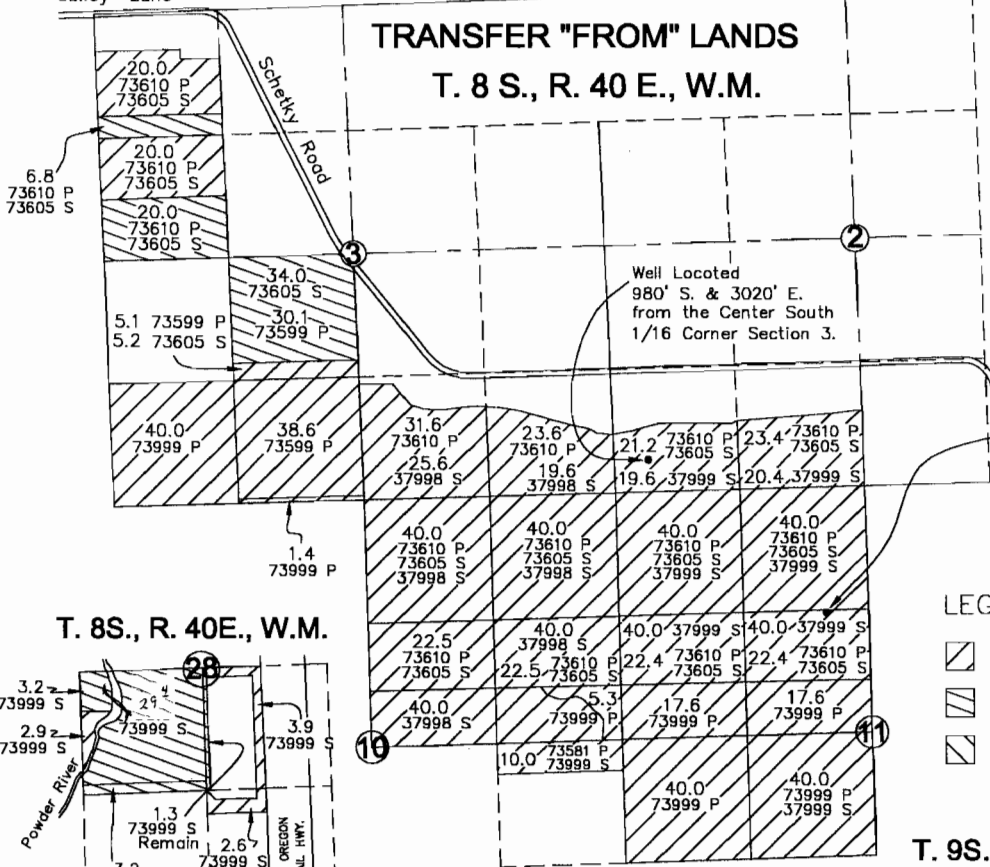 TRANSFER "FROM" LANDS
T. 8 S., R. 40 E., W.M.
Schetky
Road
20.0
73610 P
73605 S
6.8
73610 P
73605 S
20.0
73610 P
73605 S
20.0
73610 P
73605 S
3
2
Well Locoted
980' S. & 3020' E.
from the Center South
1/16 Corner Section 3.
34.0
73605 S
30.1
73599 P
5.1 73599 P
5.2 73605 S
40.0
73999 P
38.6
73599 P
31.6
73610 P
25.6
37998 S
23.6
73610 P
19.6
37998 S
21.2 73610 P
73605 S
19.6 37999 S
23.4 73610 P
73605 S
20.4 37999 S
1.4
73999 P
40.0
73610 P
73605 S
37998 S
40.0
73610 P
73605 S
37998 S
40.0
73610 P
73605 S
37999 S
40.0
73610 P
73605 S
37999 S
22.5
73610 P
73605 S
40.0
37998 S
22.5 73610 P
73605 S
40.0 37999 S
22.4 73610 P
73605 S
40.0 37999 S
22.4 73610 P
73605 S
40.0
37998 S
5.3
73999 P
17.6
73999 P
17.6
73999 P
10
11
10.0 73581 P
73999 S
40.0
73999 P
40.0
73999 P
37999 S
LEG
T. 8S., R. 40E., W.M.
28
3.2
73999 S
2.9
73999 S
73999 S
3.9
73999 S
Powder River
1.3
73999 S
Remain
2.6
73999 S
OREGON
HWY.
T. 9S.